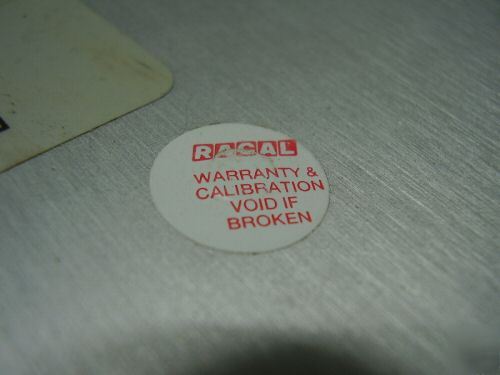 RACAL
WARRANTY &
CALIBRATION
VOID IF
BROKEN